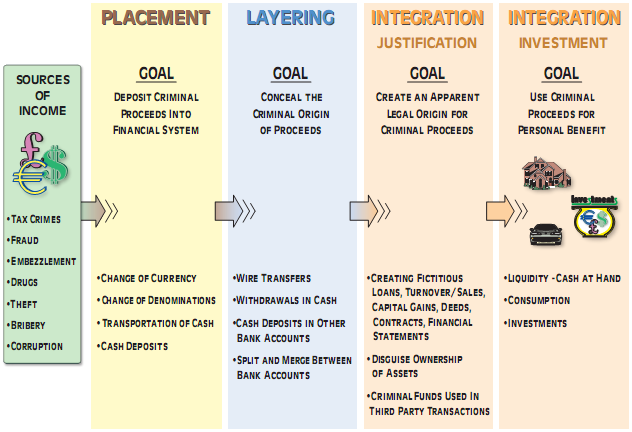 SOURCES
OF
INCOME
£
$
€
•TAX CRIMES
•FRAUD
•EMBEZZLEMENT
•DRUGS
•THEFT
•BRIBERY
•CORRUPTION
PLACEMENT
GOAL
DEPOSIT CRIMINAL
PROCEEDS INTO
FINANCIAL SYSTEM
•CHANGE OF CURRENCY
•CHANGE OF DENOMINATIONS
•TRANSPORTATION OF CASH
•CASH DEPOSITS
LAYERING
GOAL
CONCEAL THE
CRIMINAL ORIGIN
OF PROCEEDS
•WIRE TRANSFERS
•WITHDRAWALS IN CASH
•CASH DEPOSITS IN OTHER
BANK ACCOUNTS
•SPLIT AND MERGE BETWEEN
BANK ACCOUNTS
INTEGRATION
JUSTIFICATION
GOAL
CREATE AN APPARENT
LEGAL ORIGIN FOR
CRIMINAL PROCEEDS
•CREATING FICTITIOUS
LOANS, TURNOVER/SALES,
CAPITAL GAINS, DEEDS,
CONTRACTS, FINANCIAL
STATEMENTS
•DISGUISE OWNERSHIP
OF ASSETS
•CRIMINAL FUNDS USED IN
THIRD PARTY TRANSACTIONS
INTEGRATION
INVESTMENT
GOAL
USE CRIMINAL
PROCEEDS FOR
PERSONAL BENEFIT
Investments
£$
€
•LIQUIDITY -CASH AT HAND
•CONSUMPTION
•INVESTMENTS